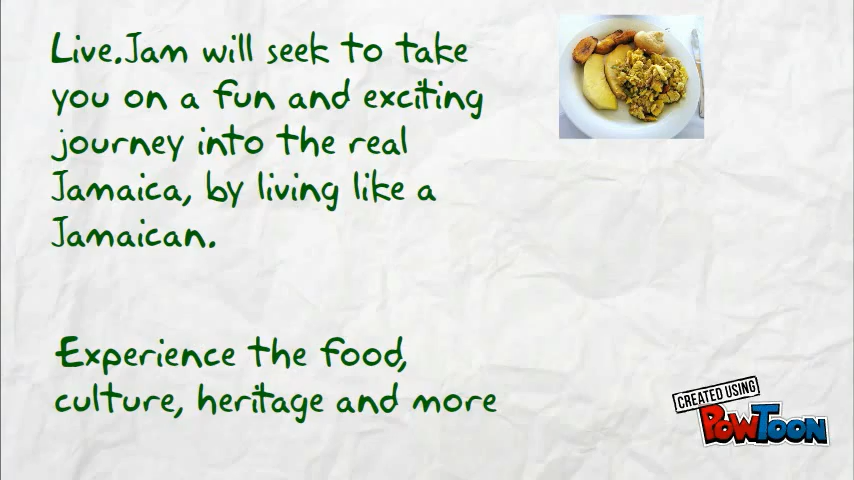 Live.Jam will seek to take
you on a fun and exciting
journey into the real
Jamaica, by living like a
Jamaican.
Experience the food,
culture, heritage and more
CREATED USING
POWTOON